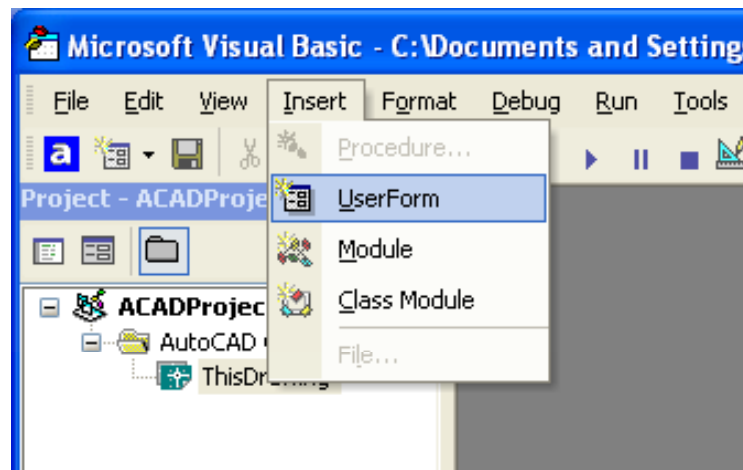 Microsoft Visual Basic - C:\Documents and Setting
File Edit View Insert Format Debug Run Tools
a
Procedure...
Project - ACADProje
UserForm
Module
Class Module
ACADProjec
File...
AutoCAD
ThisDrawing